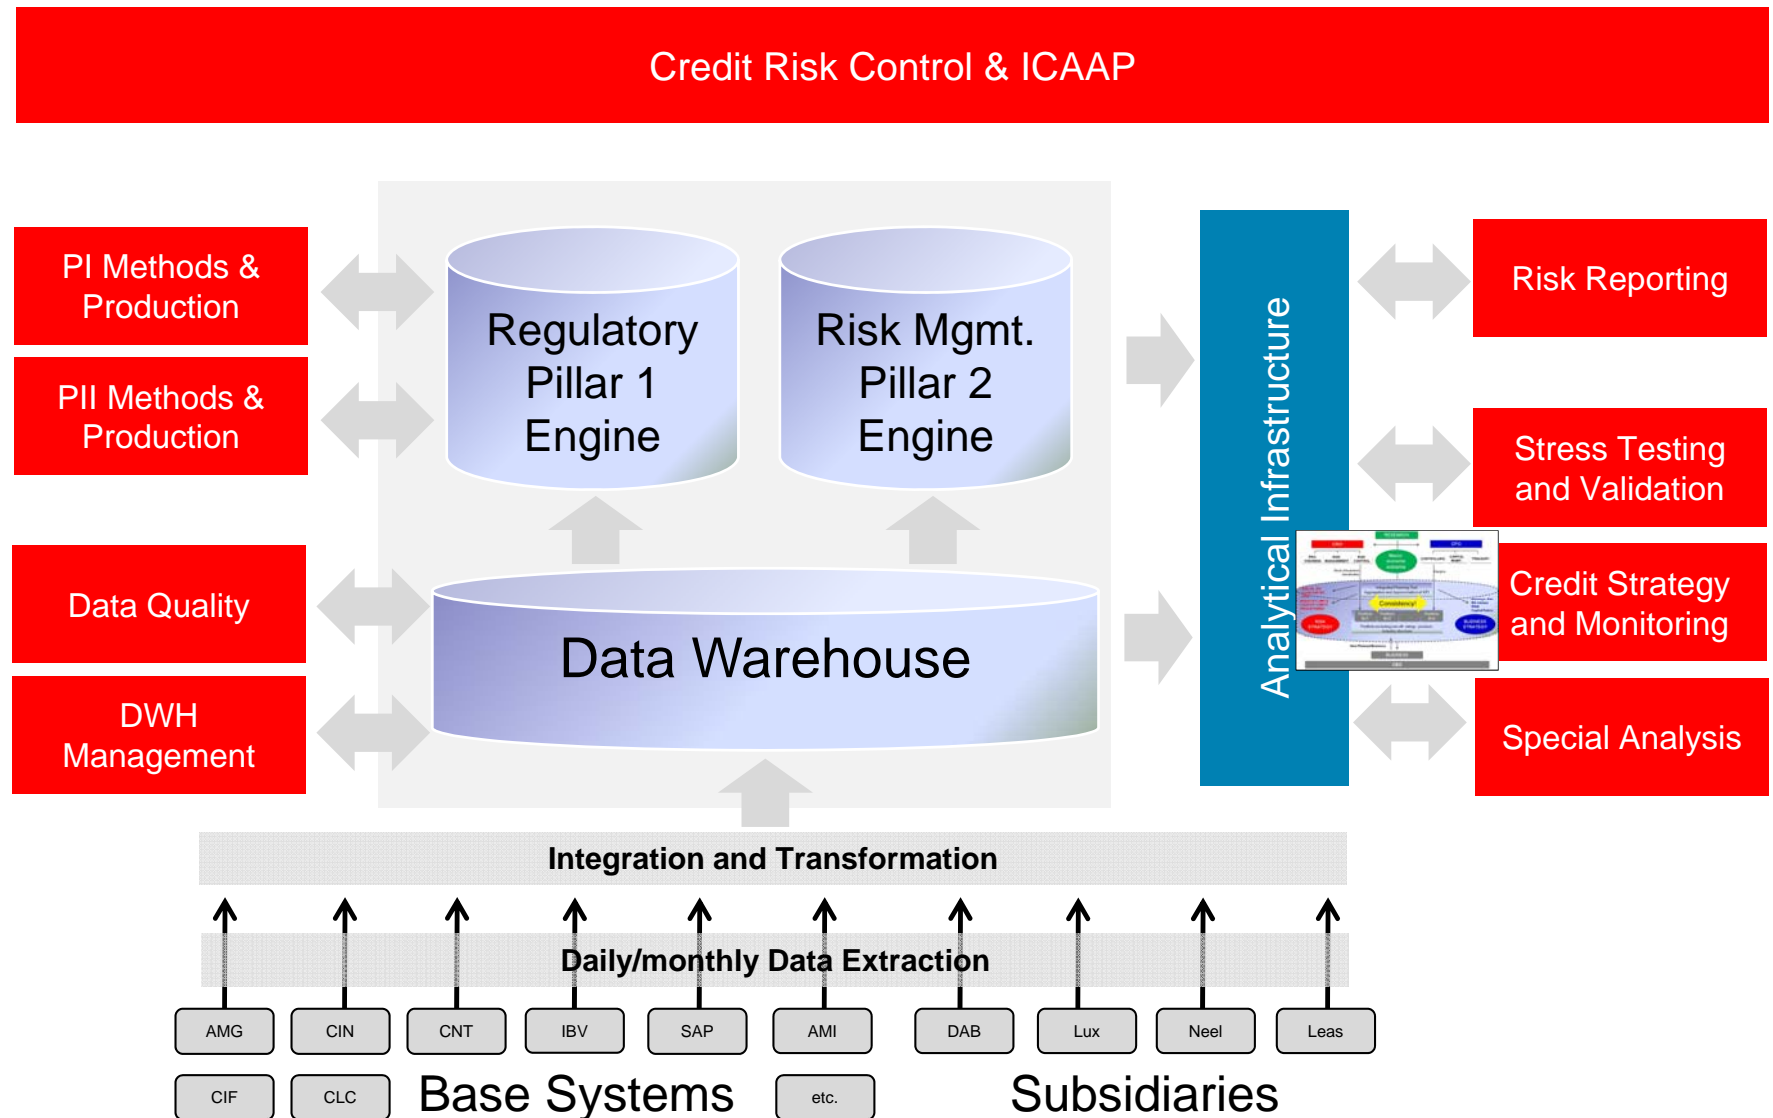 Credit Risk Control & ICAAP
PI Methods &
Production
PII Methods &
Production
Data Quality
DWH
Management
Regulatory
Pillar 1
Engine
Risk Mgmt.
Pillar 2
Engine
Data Warehouse
Analytical Infrastructure
Risk Reporting
Stress Testing
and Validation
Credit Strategy
and Monitoring
Special Analysis
RESEARCH
Consistency!
Integration and Transformation
Daily/monthly Data Extraction
AMG
CIN
CNT
IBV
SAP
AMI
DAB
Lux
Neel
Leas
CIF
CLC
Base Systems
etc.
Subsidiaries